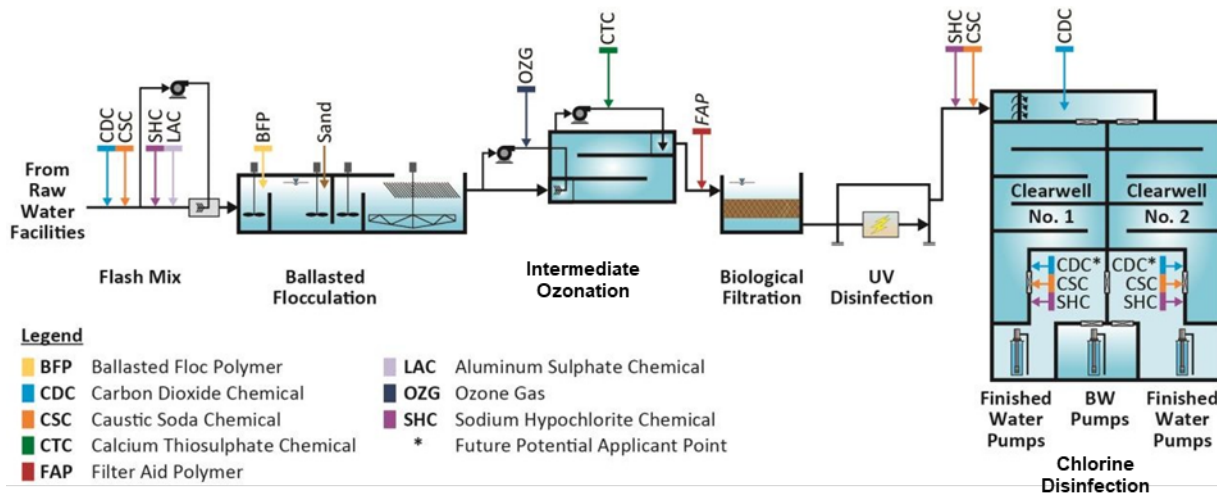 SHC
CSC
CDC
CTC
OZG
FAP
CDC
CSC
SHC
LAC
BFP
Sand
From
Raw
Water
Facilities
Clearwell
No. 1
Clearwell
No. 2
CDC*
CSC
SHC
CDC*
CSC
SHC
Flash Mix
Ballasted
Flocculation
Intermediate
Ozonation
Biological
Filtration
UV
Disinfection
Finished
Water
Pumps
BW
Pumps
Finished
Water
Pumps
Chlorine
Disinfection
Legend
BFP Ballasted Floc Polymer
CDC Carbon Dioxide Chemical
CSC Caustic Soda Chemical
CTC Calcium Thiosulphate Chemical
FAP Filter Aid Polymer
LAC Aluminum Sulphate Chemical
OZG Ozone Gas
SHC Sodium Hypochlorite Chemical
* Future Potential Applicant Point